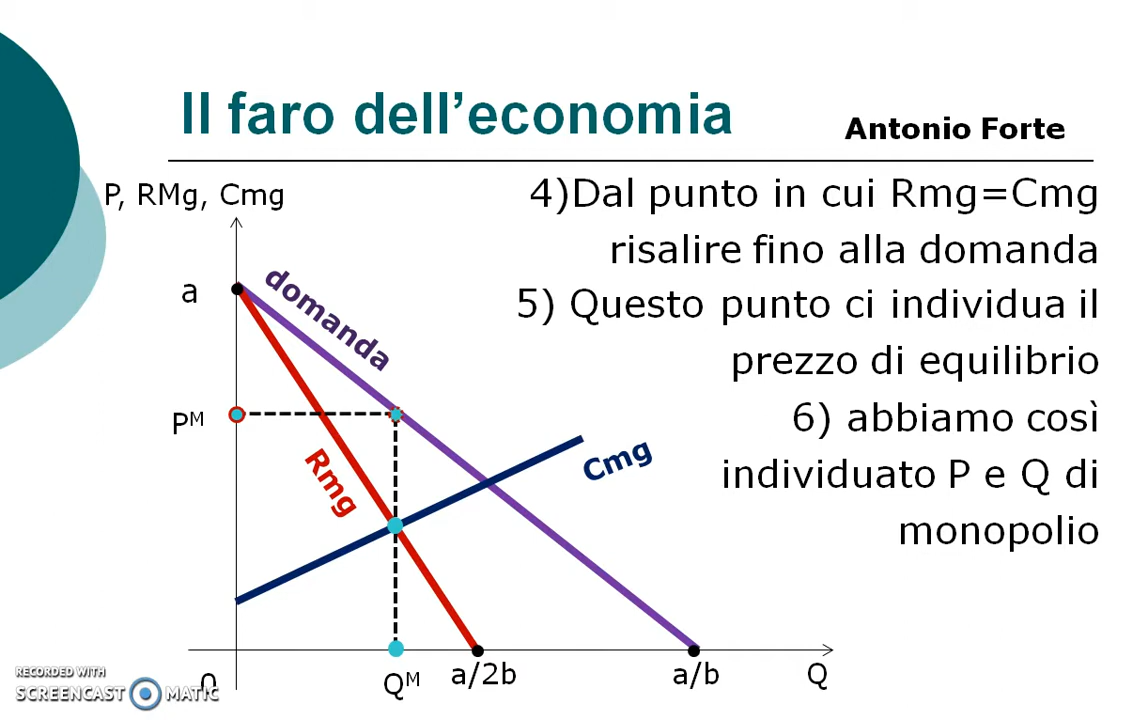 Il faro dell’economia
Antonio Forte
P, RMg, Cmg
4)Dal punto in cui Rmg=Cmg
risalire fino alla domanda
5) Questo punto ci individua il
prezzo di equilibrio
6) abbiamo così
individuato P e Q di
monopolio
a
domanda
Pᴹ
Rmg
Cmg
0
Qᴹ
a/2b
a/b
Q
RECORDED WITH
SCREENCAST MATIC